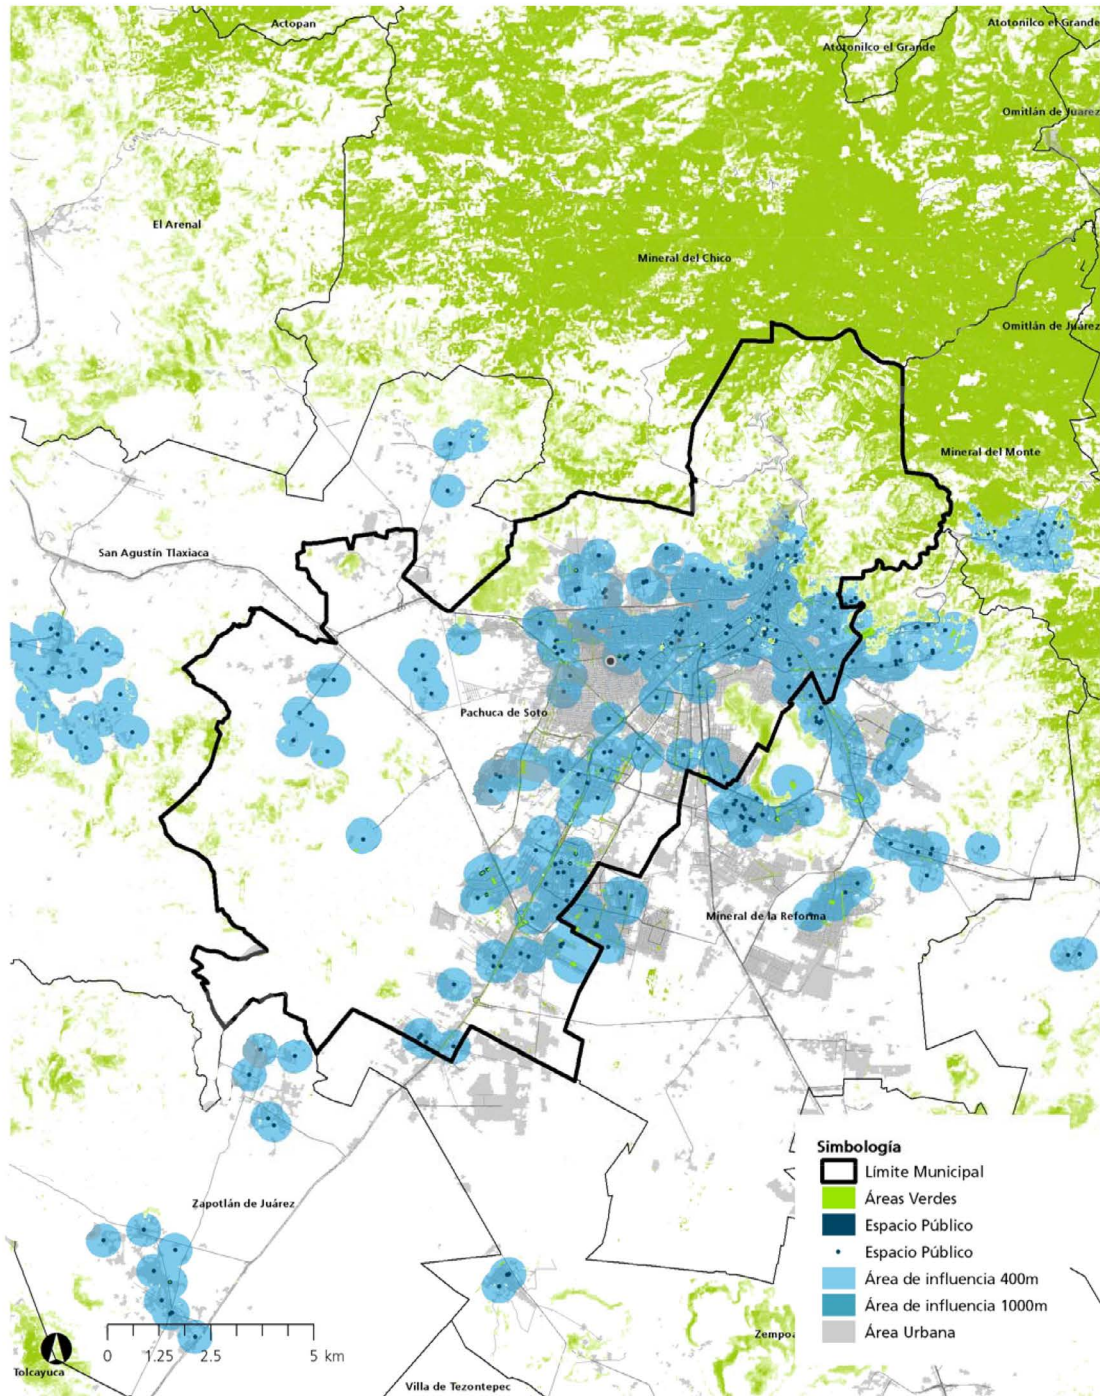 Actopan
Atotonilco el Grande
Atotonilco el Grande
Omitlán de Juarez
El Arenal
Mineral del Chico
Omitlán de Juárez
Mineral del Monte
San Agustín Tlaxiaca
Pachuca de Soto
Mineral de la Reforma
Simbología
Límite Municipal
Áreas Verdes
Espacio Público
Espacio Público
Área de influencia 400m
Área de influencia 1000m
Área Urbana
Zapotlán de Juárez
Zempoa
0 1.25 2.5 5 km
Tolcayuca
Villa de Tezontepec